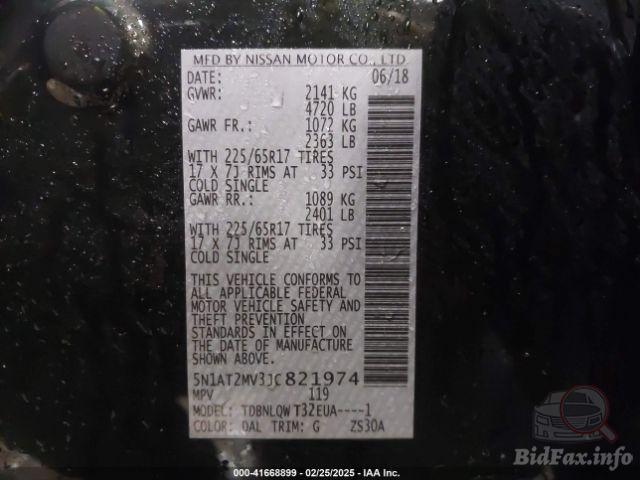 MFD BY NISSAN MOTOR CO., LTD
DATE: 06/18
GVWR: 2141 KG
4720 LB
GAWR FR.: 1072 KG
2363 LB
WITH 225/65R17 TIRES
17 X 7J RIMS AT 33 PSI
COLD SINGLE
GAWR RR.: 1089 KG
2401 LB
WITH 225/65R17 TIRES
17 X 7J RIMS AT 33 PSI
COLD SINGLE
THIS VEHICLE CONFORMS TO
ALL APPLICABLE FEDERAL
MOTOR VEHICLE SAFETY AND
THEFT PREVENTION
STANDARDS IN EFFECT ON
THE DATE OF MANUFACTURE
SHOWN ABOVE.
5N1AT2MV3JC821974
MPV 119
MODEL: TDBNLQW T32EUA----1
COLOR: DAL TRIM: G ZS30A
000-41668899 — 02/25/2025 — IAA Inc.
BidFax.info